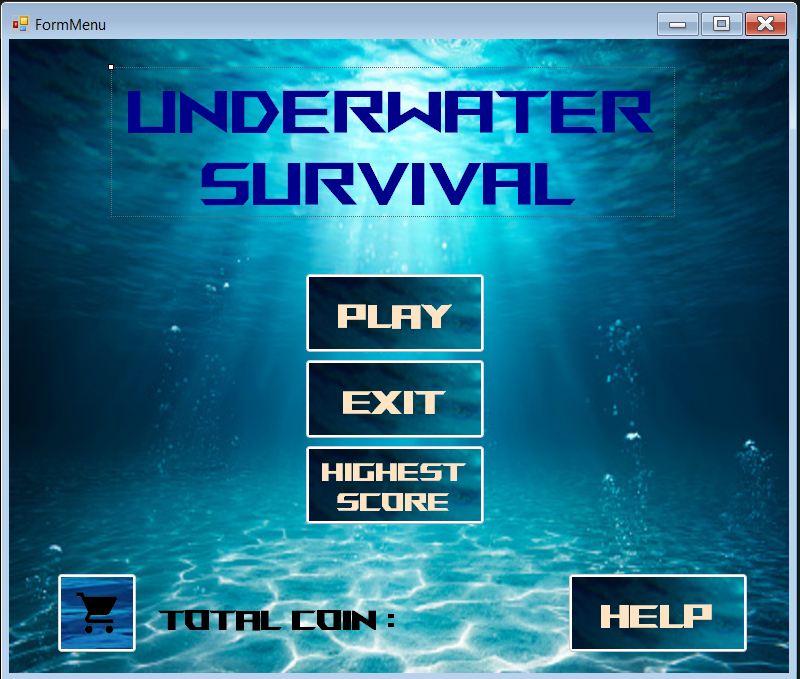 FormMenu
UNDERWATER
SURVIVAL
PLAY
EXIT
HIGHEST
SCORE
TOTAL COIN :
HELP